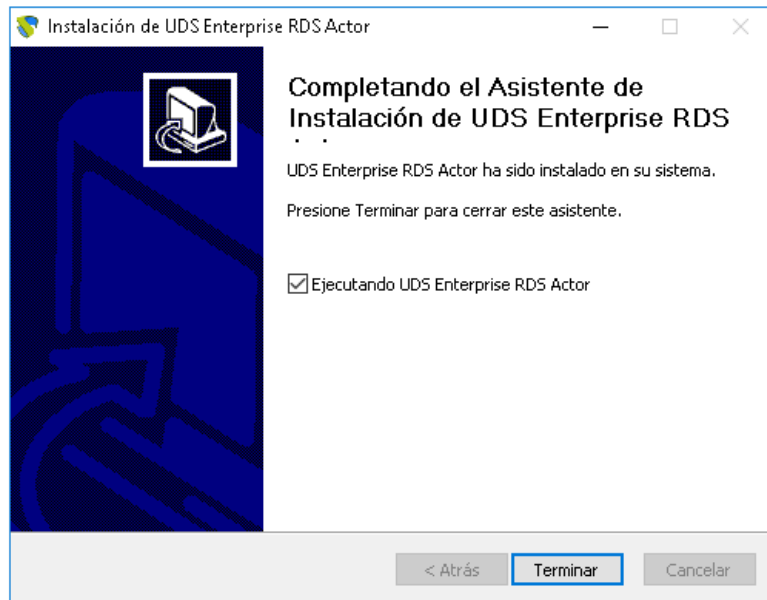 Instalación de UDS Enterprise RDS Actor
Completando el Asistente de
Instalación de UDS Enterprise RDS
UDS Enterprise RDS Actor ha sido instalado en su sistema.
Presione Terminar para cerrar este asistente.
Ejecutando UDS Enterprise RDS Actor
< Atrás
Terminar
Cancelar